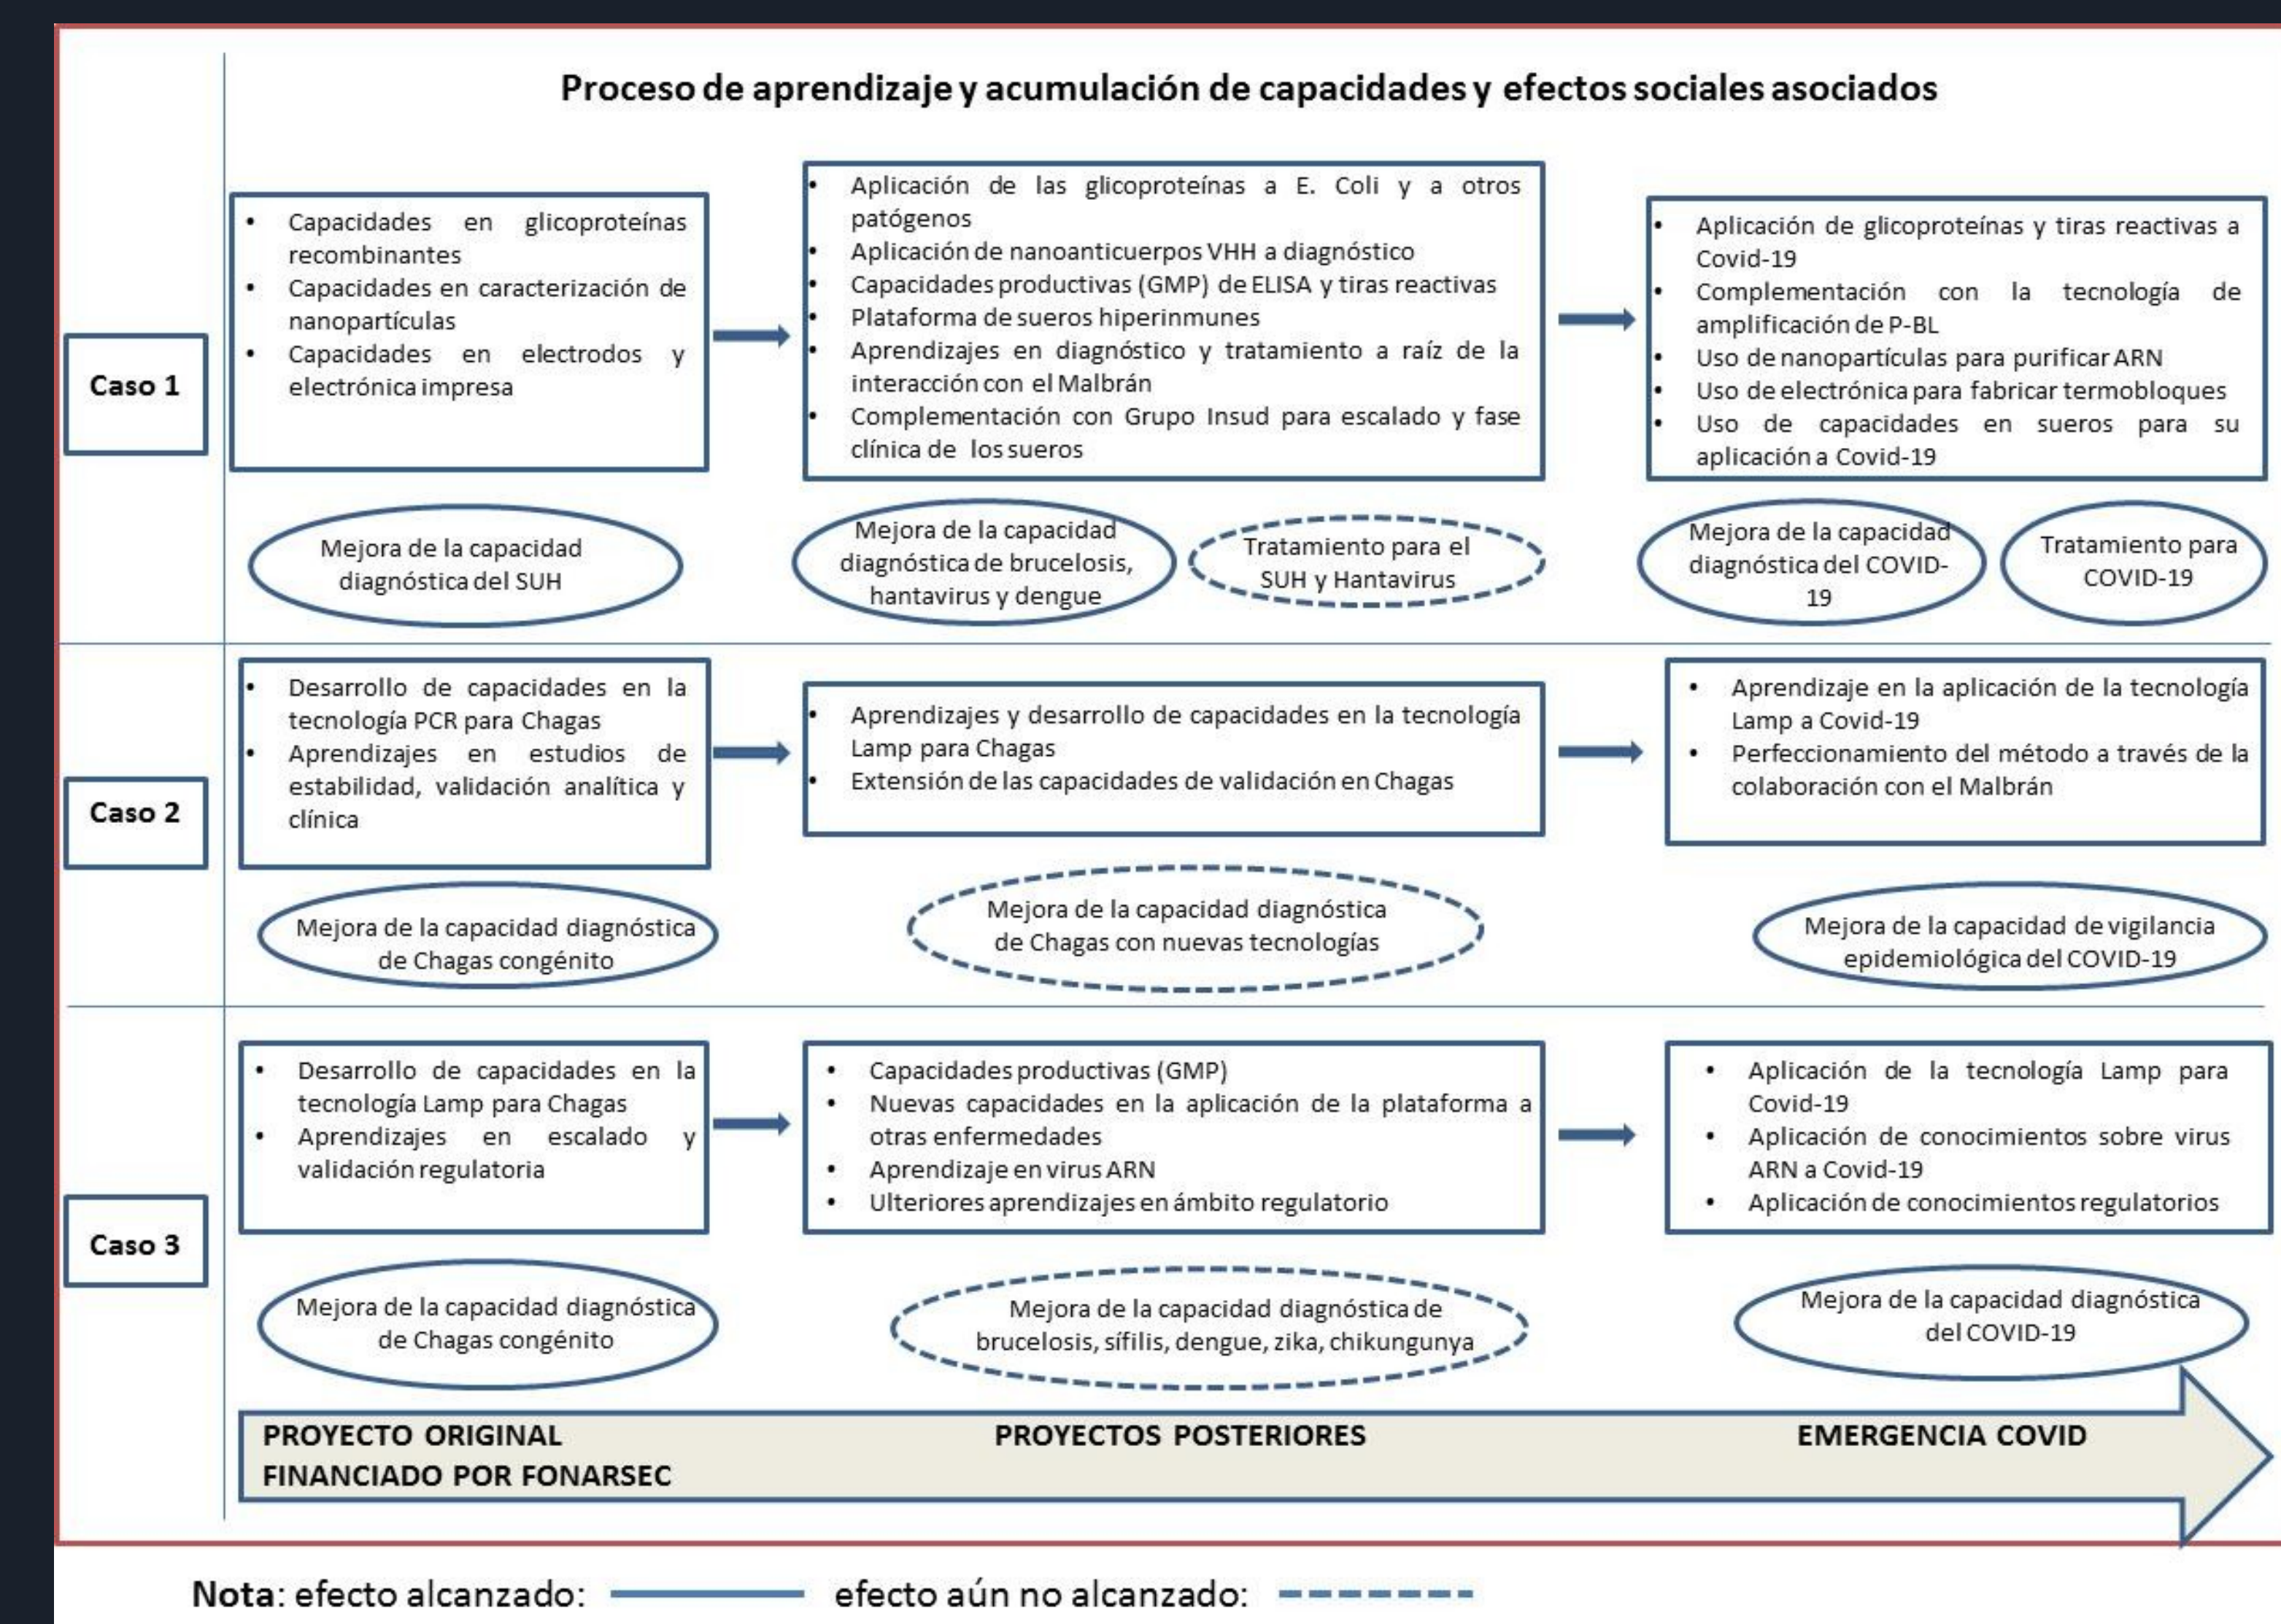 Proceso de aprendizaje y acumulación de capacidades y efectos sociales asociados
Caso 1
• Capacidades en glicoproteínas
recombinantes
• Capacidades en caracterización de
nanopartículas
• Capacidades en electrodos y
electrónica impresa
• Aplicación de las glicoproteínas a E. Coli y a otros
patógenos
• Aplicación de nanoanticuerpos VHH a diagnóstico
• Capacidades productivas (GMP) de ELISA y tiras reactivas
• Plataforma de sueros hiperinmunes
• Aprendizajes en diagnóstico y tratamiento a raíz de la
interacción con el Malbrán
• Complementación con Grupo Insud para escalado y fase
clínica de los sueros
• Aplicación de glicoproteínas y tiras reactivas a
Covid-19
• Complementación con la tecnología de
amplificación de P-BL
• Uso de nanopartículas para purificar ARN
• Uso de electrónica para fabricar termobloques
• Uso de capacidades en sueros para su
aplicación a Covid-19
Mejora de la capacidad
diagnóstica del SUH
Mejora de la capacidad
diagnóstica de brucelosis,
hantavirus y dengue
Tratamiento para el
SUH y Hantavirus
Mejora de la capacidad
diagnóstica del COVID-
19
Tratamiento para
COVID-19
Caso 2
• Desarrollo de capacidades en la
tecnología PCR para Chagas
• Aprendizajes en estudios de
estabilidad, validación analítica y
clínica
• Aprendizajes y desarrollo de capacidades en la tecnología
Lamp para Chagas
• Extensión de las capacidades de validación en Chagas
• Aprendizaje en la aplicación de la tecnología
Lamp a Covid-19
• Perfeccionamiento del método a través de la
colaboración con el Malbrán
Mejora de la capacidad diagnóstica
de Chagas congénito
Mejora de la capacidad diagnóstica
de Chagas con nuevas tecnologías
Mejora de la capacidad de vigilancia
epidemiológica del COVID-19
Caso 3
• Desarrollo de capacidades en la
tecnología Lamp para Chagas
• Aprendizajes en escalado y
validación regulatoria
• Capacidades productivas (GMP)
• Nuevas capacidades en la aplicación de la plataforma a
otras enfermedades
• Aprendizaje en virus ARN
• Ulteriores aprendizajes en ámbito regulatorio
• Aplicación de la tecnología Lamp para
Covid-19
• Aplicación de conocimientos sobre virus
ARN a Covid-19
• Aplicación de conocimientos regulatorios
Mejora de la capacidad diagnóstica
de Chagas congénito
Mejora de la capacidad diagnóstica de
brucelosis, sífilis, dengue, zika, chikungunya
Mejora de la capacidad diagnóstica
del COVID-19
PROYECTO ORIGINAL
FINANCIADO POR FONARSEC
PROYECTOS POSTERIORES
EMERGENCIA COVID
Nota: efecto alcanzado: efecto aún no alcanzado: